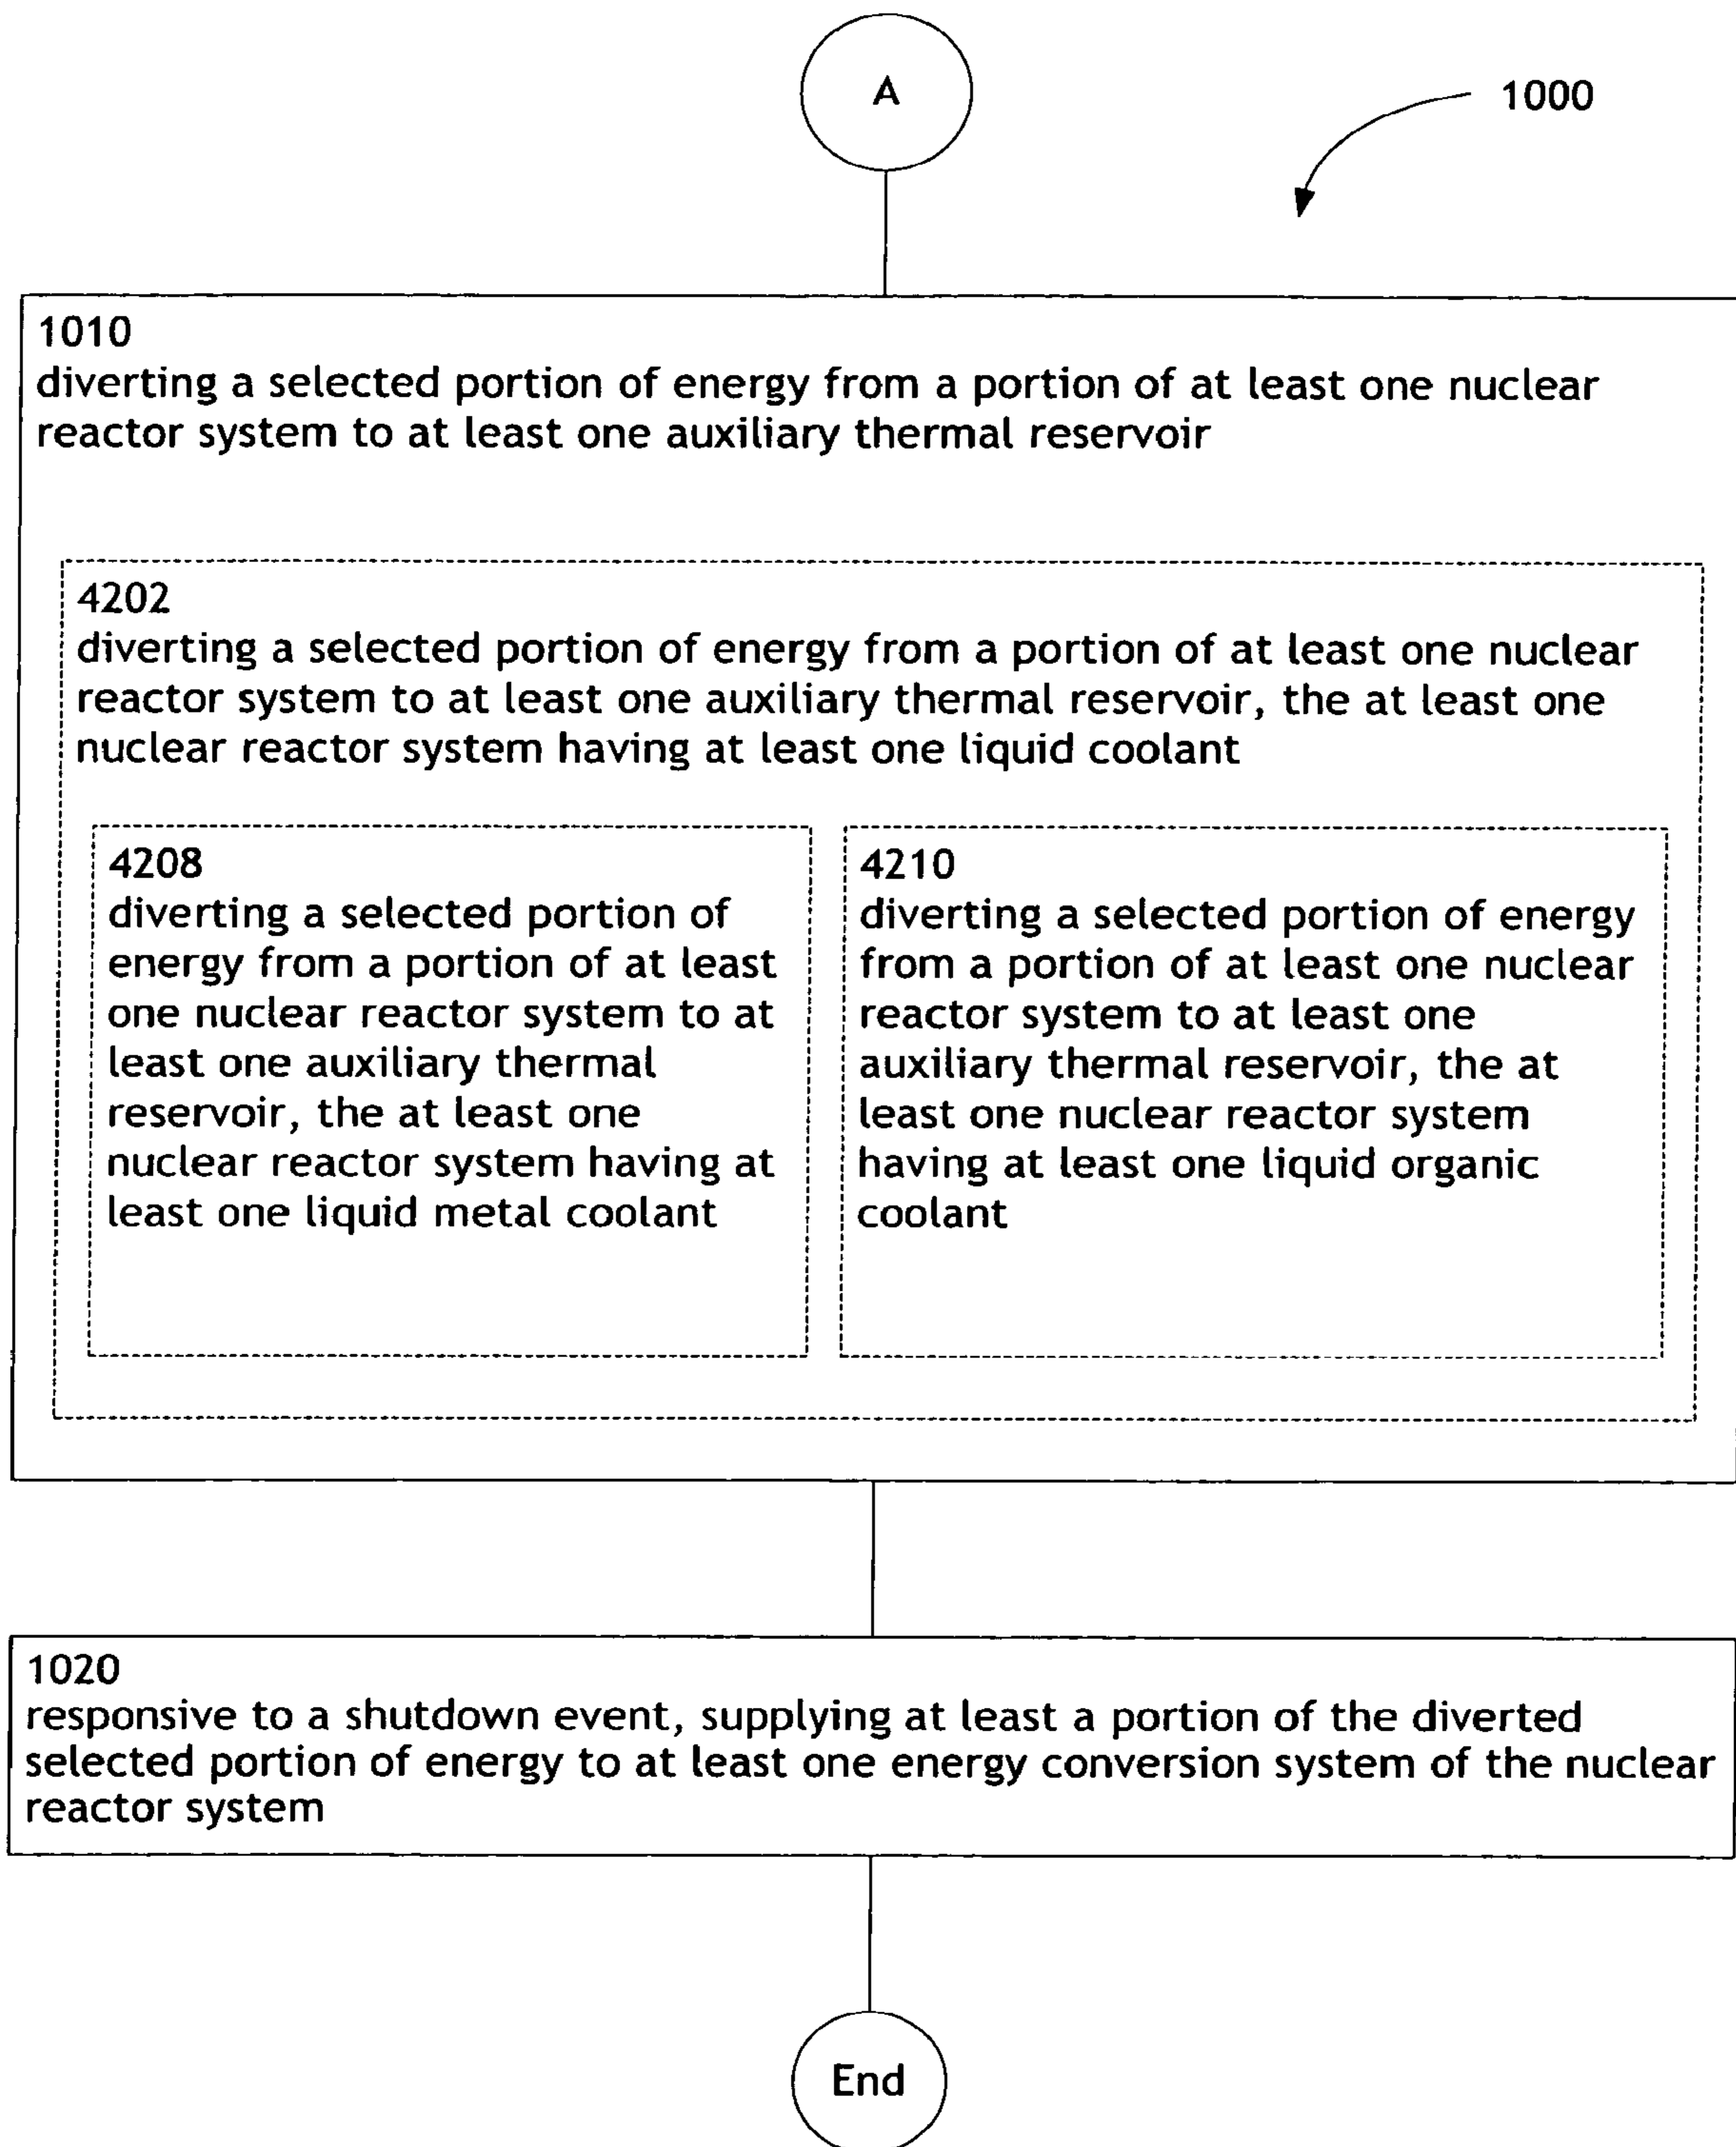 A
1000
1010
diverting a selected portion of energy from a portion of at least one nuclear
reactor system to at least one auxiliary thermal reservoir
4202
diverting a selected portion of energy from a portion of at least one nuclear
reactor system to at least one auxiliary thermal reservoir, the at least one
nuclear reactor system having at least one liquid coolant
4208
diverting a selected portion of
energy from a portion of at least
one nuclear reactor system to at
least one auxiliary thermal
reservoir, the at least one
nuclear reactor system having at
least one liquid metal coolant
4210
diverting a selected portion of energy
from a portion of at least one nuclear
reactor system to at least one
auxiliary thermal reservoir, the at
least one nuclear reactor system
having at least one liquid organic
coolant
1020
responsive to a shutdown event, supplying at least a portion of the diverted
selected portion of energy to at least one energy conversion system of the nuclear
reactor system
End